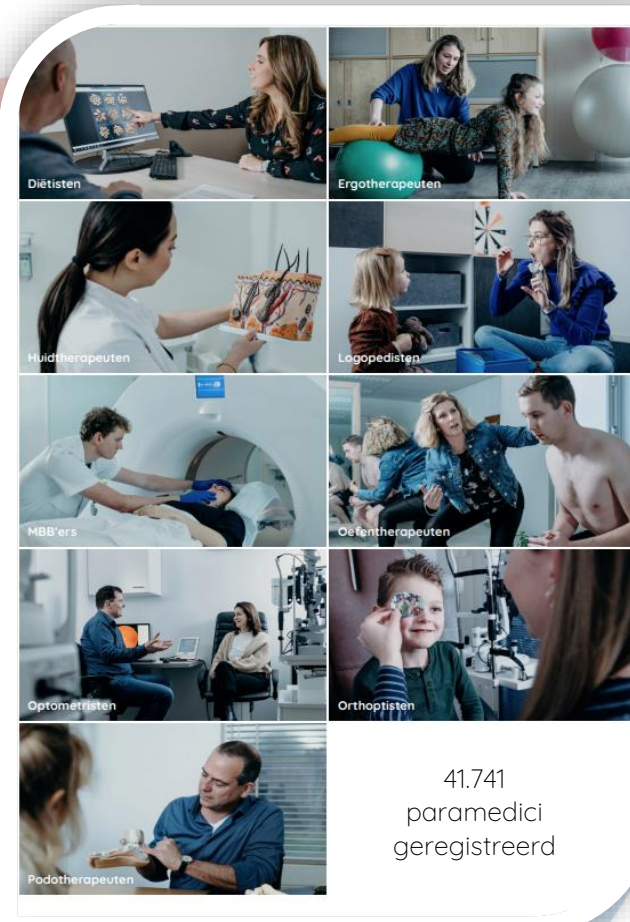 Diëtisten
Ergotherapeuten
Huidtherapeuten
Logopedisten
MBB'ers
Oefentherapeuten
Optometristen
Orthoptisten
Podotherapeuten
41.741
paramedici
geregistreerd